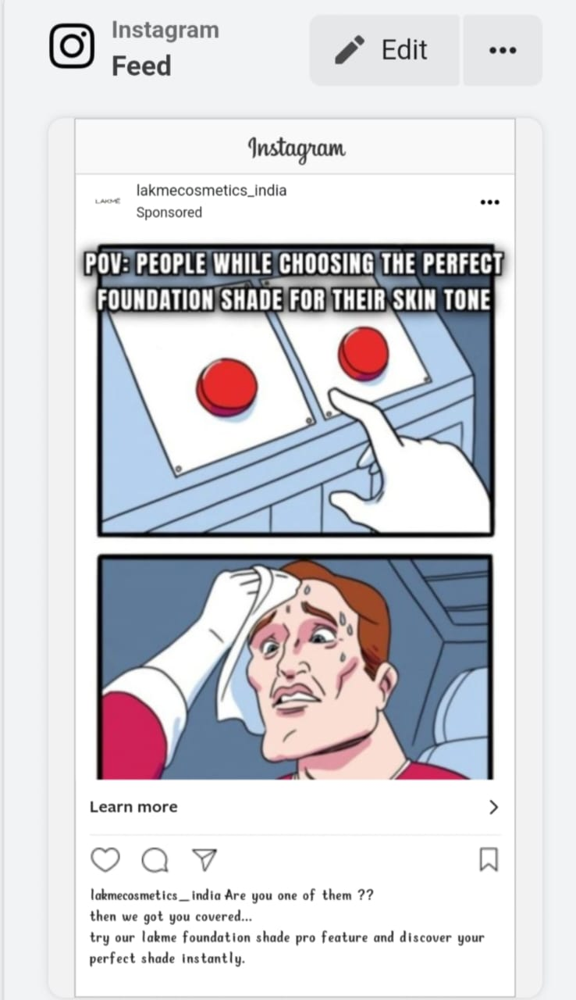 Instagram
Feed
Edit
Instagram
LAKMĒ
lakmecosmetics_india
Sponsored
POV: PEOPLE WHILE CHOOSING THE PERFECT
FOUNDATION SHADE FOR THEIR SKIN TONE
Learn more
lakmecosmetics_india Are you one of them ??
then we got you covered...
try our lakme foundation shade pro feature and discover your
perfect shade instantly.